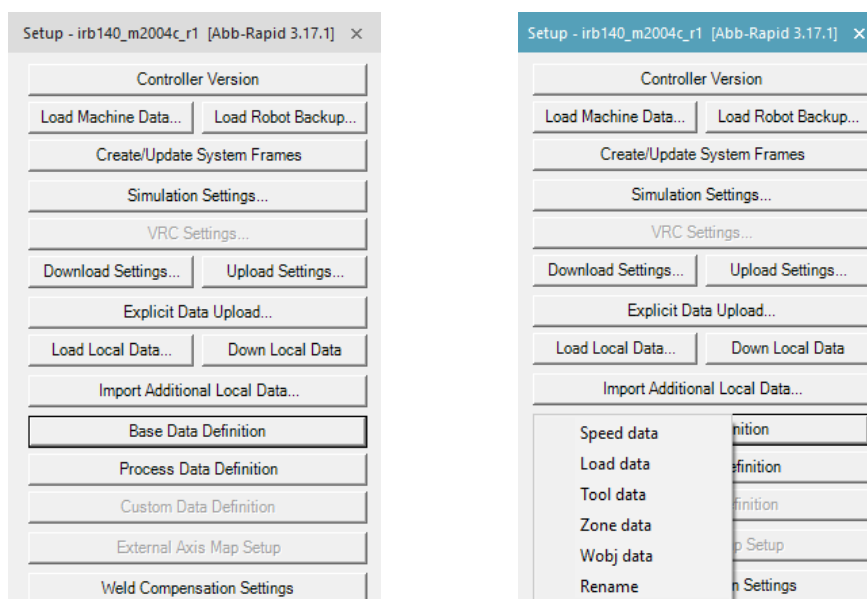 Setup - irb140_m2004c_r1 [Abb-Rapid 3.17.1]
Controller Version
Load Machine Data...
Load Robot Backup...
Create/Update System Frames
Simulation Settings...
VRC Settings...
Download Settings...
Upload Settings...
Explicit Data Upload...
Load Local Data...
Down Local Data
Import Additional Local Data...
Base Data Definition
Process Data Definition
Custom Data Definition
External Axis Map Setup
Weld Compensation Settings
Setup - irb140_m2004c_r1 [Abb-Rapid 3.17.1]
Controller Version
Load Machine Data...
Load Robot Backup...
Create/Update System Frames
Simulation Settings...
VRC Settings...
Download Settings...
Upload Settings...
Explicit Data Upload...
Load Local Data...
Down Local Data
Import Additional Local Data...
Speed data
Load data
Tool data
Zone data
Wobj data
Rename
nition
efinition
finition
p Setup
n Settings